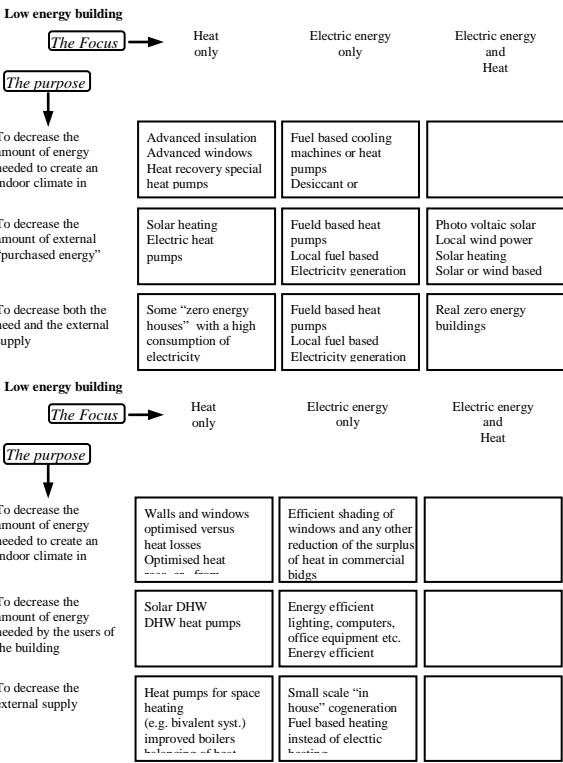 Low energy building
The Focus
Heat
only
Electric energy
only
Electric energy
and
Heat
The purpose
To decrease the
amount of energy
needed to create an
indoor climate in
Advanced insulation
Advanced windows
Heat recovery special
heat pumps
Fuel based cooling
machines or heat
pumps
Desiccant or
To decrease the
amount of external
“purchased energy”
Solar heating
Electric heat
pumps
Fueld based heat
pumps
Local fuel based
Electricity generation
Photo voltaic solar
Local wind power
Solar heating
Solar or wind based
To decrease both the
need and the external
supply
Some “zero energy
houses” with a high
consumption of
electricity
Fueld based heat
pumps
Local fuel based
Electricity generation
Real zero energy
buildings
Low energy building
The Focus
Heat
only
Electric energy
only
Electric energy
and
Heat
The purpose
To decrease the
amount of energy
needed to create an
indoor climate in
Walls and windows
optimised versus
heat losses
Optimised heat
Efficient shading of
windows and any other
reduction of the surplus
of heat in commercial
bidgs
To decrease the
amount of energy
needed by the users of
the building
Solar DHW
DHW heat pumps
Energy efficient
lighting, computers,
office equipment etc.
Energy efficient
To decrease the
external supply
Heat pumps for space
heating
(e.g. bivalent syst.)
improved boilers
Small scale “in
house” cogeneration
Fuel based heating
instead of electtic